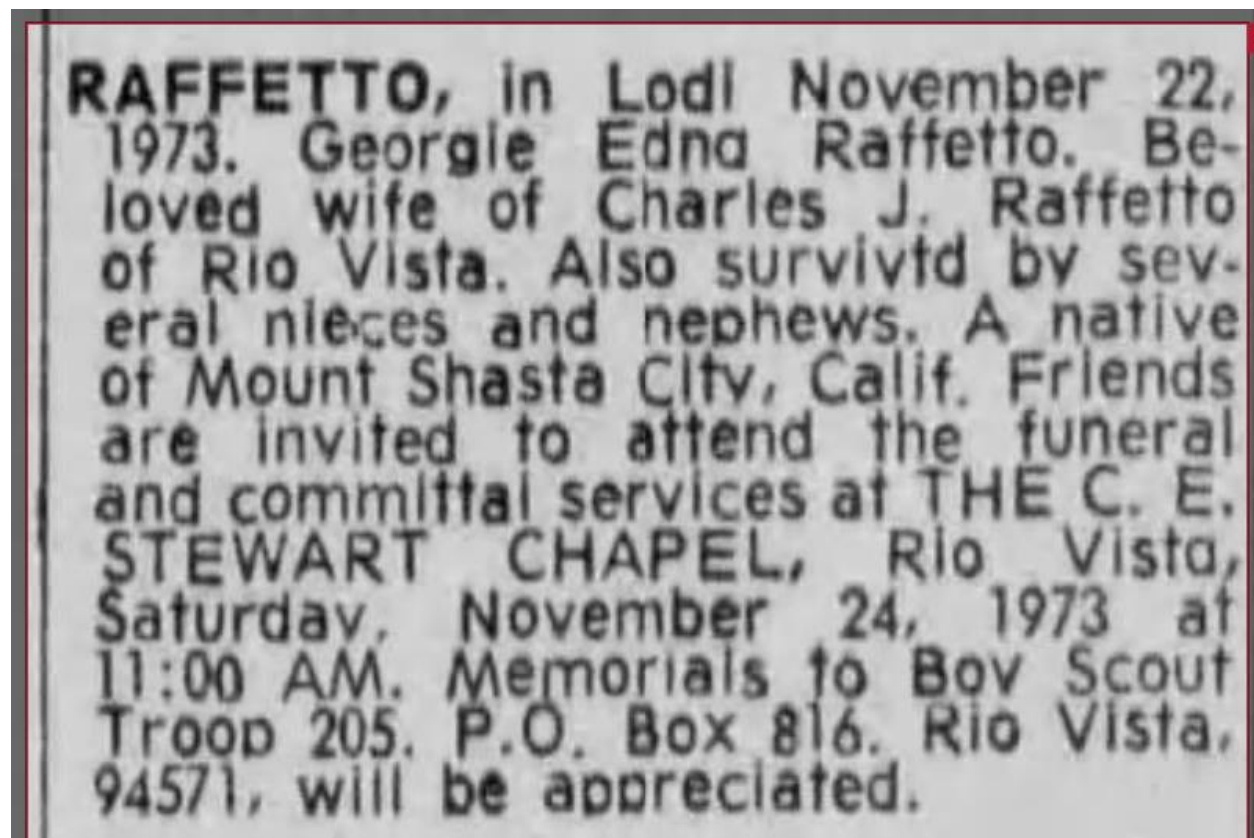 RAFFETTO, in Lodi November 22,
1973. Georgie Edna Raffetto. Be-
loved wife of Charles J. Raffetto
of Rio Vista. Also survivtd by sev-
eral nieces and nephews. A native
of Mount Shasta City, Calif. Friends
are invited to attend the funeral
and committal services at THE C. E.
STEWART CHAPEL, Rio Vista,
Saturday, November 24, 1973 at
11:00 AM. Memorials to Boy Scout
Troop 205. P.O. Box 816. Rio Vista,
94571, will be appreciated.